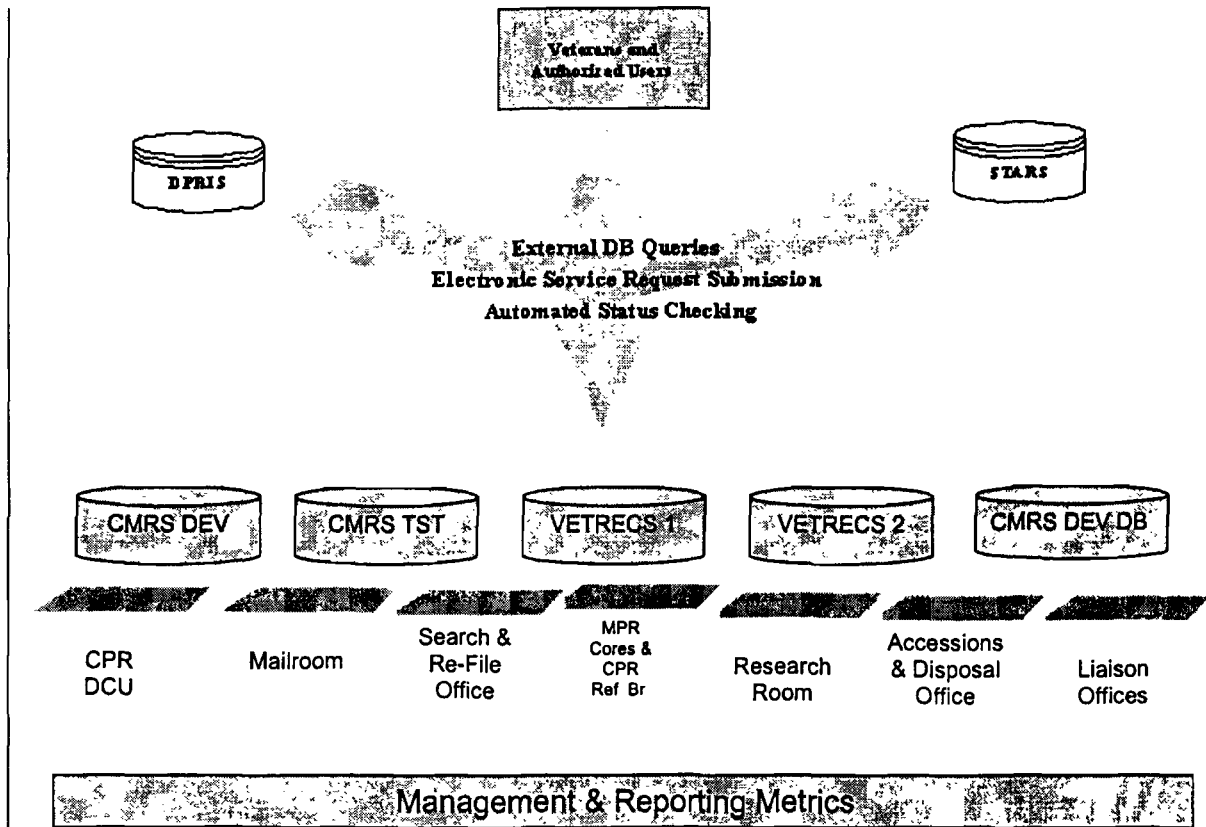 Veterans and
Authorized Users
DPRIS
STARS
External DB Queries
Electronic Service Request Submission
Automated Status Checking
CMRS DEV
CMRS TST
VETRECS 1
VETRECS 2
CMRS DEV DB
CPR
DCU
Mailroom
Search &
Re-File
Office
MPR
Cores &
CPR
Ref Br
Research
Room
Accessions
& Disposal
Office
Liaison
Offices
Management & Reporting Metrics